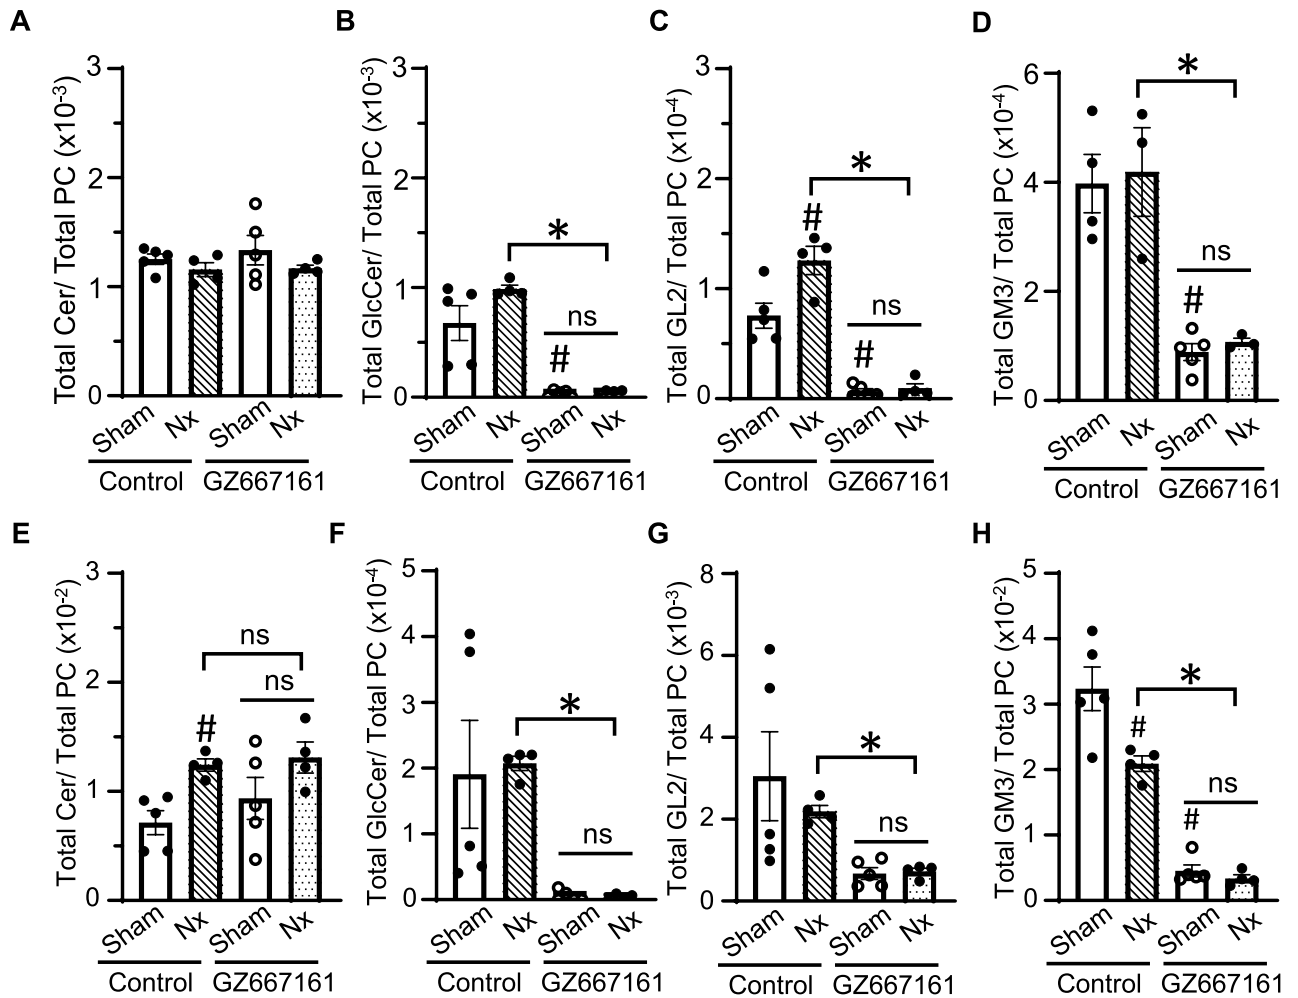 A
Total Cer/ Total PC (x10⁻³)
3
2
1
0
Sham
Nx
Sham
Nx
Control
GZ667161
B
Total GlcCer/ Total PC (x10⁻³)
3
2
1
0
*
ns
#
Sham
Nx
Sham
Nx
Control
GZ667161
C
Total GL2/ Total PC (x10⁻⁴)
3
2
1
0
*
#
ns
#
Sham
Nx
Sham
Nx
Control
GZ667161
D
Total GM3/ Total PC (x10⁻⁴)
6
4
2
0
*
ns
#
Sham
Nx
Sham
Nx
Control
GZ667161
E
Total Cer/ Total PC (x10⁻²)
3
2
1
0
ns
ns
#
Sham
Nx
Sham
Nx
Control
GZ667161
F
Total GlcCer/ Total PC (x10⁻⁴)
5
4
3
2
1
0
*
ns
Sham
Nx
Sham
Nx
Control
GZ667161
G
Total GL2/ Total PC (x10⁻³)
8
6
4
2
0
*
ns
Sham
Nx
Sham
Nx
Control
GZ667161
H
Total GM3/ Total PC (x10⁻²)
5
4
3
2
1
0
*
#
ns
#
Sham
Nx
Sham
Nx
Control
GZ667161